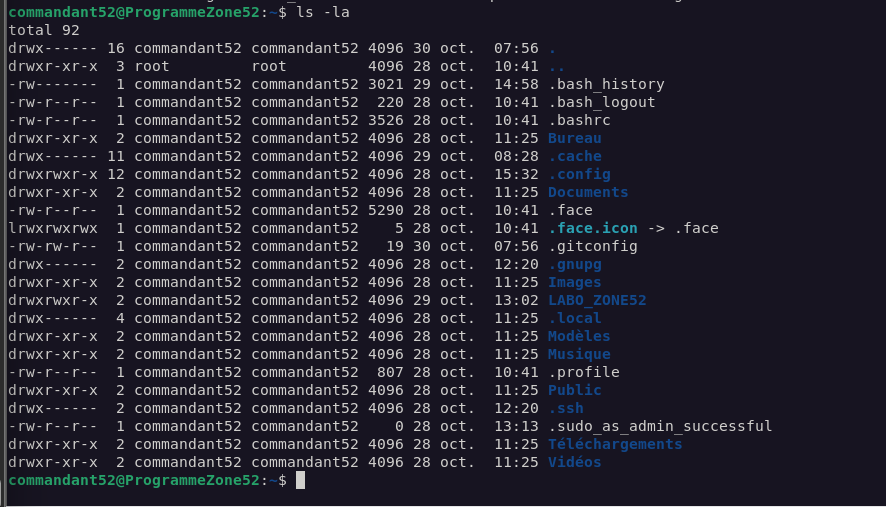 commandant52@ProgrammeZone52:~$ ls -la
total 92
drwx------ 16 commandant52 commandant52 4096 30 oct.  07:56 .
drwxr-xr-x  3 root         root         4096 28 oct.  10:41 ..
-rw-------  1 commandant52 commandant52 3021 29 oct.  14:58 .bash_history
-rw-r--r--  1 commandant52 commandant52  220 28 oct.  10:41 .bash_logout
-rw-r--r--  1 commandant52 commandant52 3526 28 oct.  10:41 .bashrc
drwxr-xr-x  2 commandant52 commandant52 4096 28 oct.  11:25 Bureau
drwx------ 11 commandant52 commandant52 4096 29 oct.  08:28 .cache
drwxrwxr-x 12 commandant52 commandant52 4096 28 oct.  15:32 .config
drwxr-xr-x  2 commandant52 commandant52 4096 28 oct.  11:25 Documents
-rw-r--r--  1 commandant52 commandant52 5290 28 oct.  10:41 .face
lrwxrwxrwx  1 commandant52 commandant52    5 28 oct.  10:41 .face.icon -> .face
-rw-rw-r--  1 commandant52 commandant52   19 30 oct.  07:56 .gitconfig
drwx------  2 commandant52 commandant52 4096 28 oct.  12:20 .gnupg
drwxr-xr-x  2 commandant52 commandant52 4096 28 oct.  11:25 Images
drwxrwxr-x  2 commandant52 commandant52 4096 29 oct.  13:02 LABO_ZONE52
drwx------  4 commandant52 commandant52 4096 28 oct.  11:25 .local
drwxr-xr-x  2 commandant52 commandant52 4096 28 oct.  11:25 Modèles
drwxr-xr-x  2 commandant52 commandant52 4096 28 oct.  11:25 Musique
-rw-r--r--  1 commandant52 commandant52  807 28 oct.  10:41 .profile
drwxr-xr-x  2 commandant52 commandant52 4096 28 oct.  11:25 Public
drwx------  2 commandant52 commandant52 4096 28 oct.  12:20 .ssh
-rw-r--r--  1 commandant52 commandant52    0 28 oct.  13:13 .sudo_as_admin_successful
drwxr-xr-x  2 commandant52 commandant52 4096 28 oct.  11:25 Téléchargements
drwxr-xr-x  2 commandant52 commandant52 4096 28 oct.  11:25 Vidéos
commandant52@ProgrammeZone52:~$